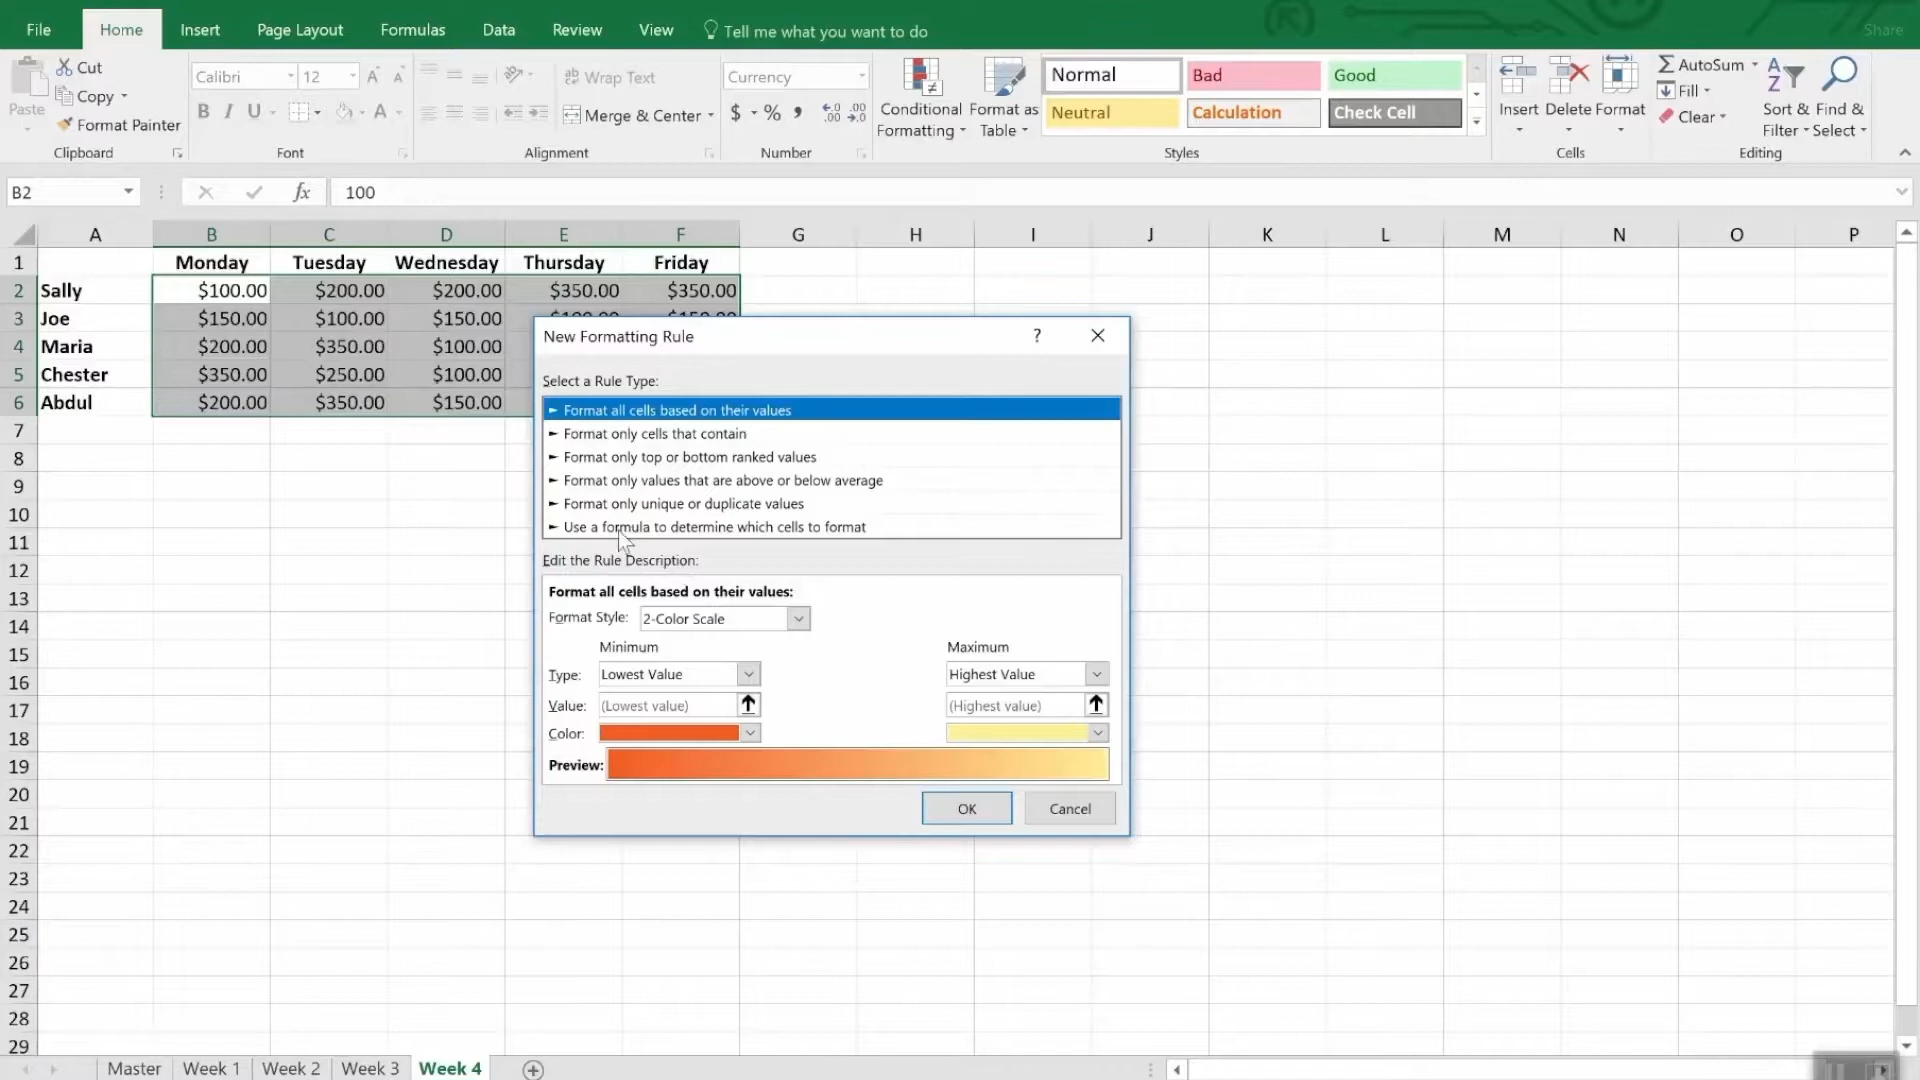 File Home Insert Page Layout Formulas Data Review View Tell me what you want to do Share
Cut
Copy
Paste
Format Painter
Clipboard
Calibri 12
B I U
Font
Wrap Text
Merge & Center
Alignment
Currency
$ % ,
Number
Conditional Formatting
Format as Table
Normal Bad Good
Neutral Calculation Check Cell
Styles
Insert Delete Format
Cells
AutoSum
Fill
Clear
Sort & Filter
Find & Select
Editing
B2 fx 100
A B C D E F G H I J K L M N O P
1 Monday Tuesday Wednesday Thursday Friday
2 Sally $100.00 $200.00 $200.00 $350.00 $350.00
3 Joe $150.00 $100.00 $150.00
4 Maria $200.00 $350.00 $100.00
5 Chester $350.00 $250.00 $100.00
6 Abdul $200.00 $350.00 $150.00
7
8
9
10
11
12
13
14
15
16
17
18
19
20
21
22
23
24
25
26
27
28
29
New Formatting Rule ?
Select a Rule Type:
► Format all cells based on their values
► Format only cells that contain
► Format only top or bottom ranked values
► Format only values that are above or below average
► Format only unique or duplicate values
► Use a formula to determine which cells to format
Edit the Rule Description:
Format all cells based on their values:
Format Style: 2-Color Scale
Minimum Maximum
Type: Lowest Value Highest Value
Value: (Lowest value) (Highest value)
Color:
Preview:
OK Cancel
Master Week 1 Week 2 Week 3 Week 4